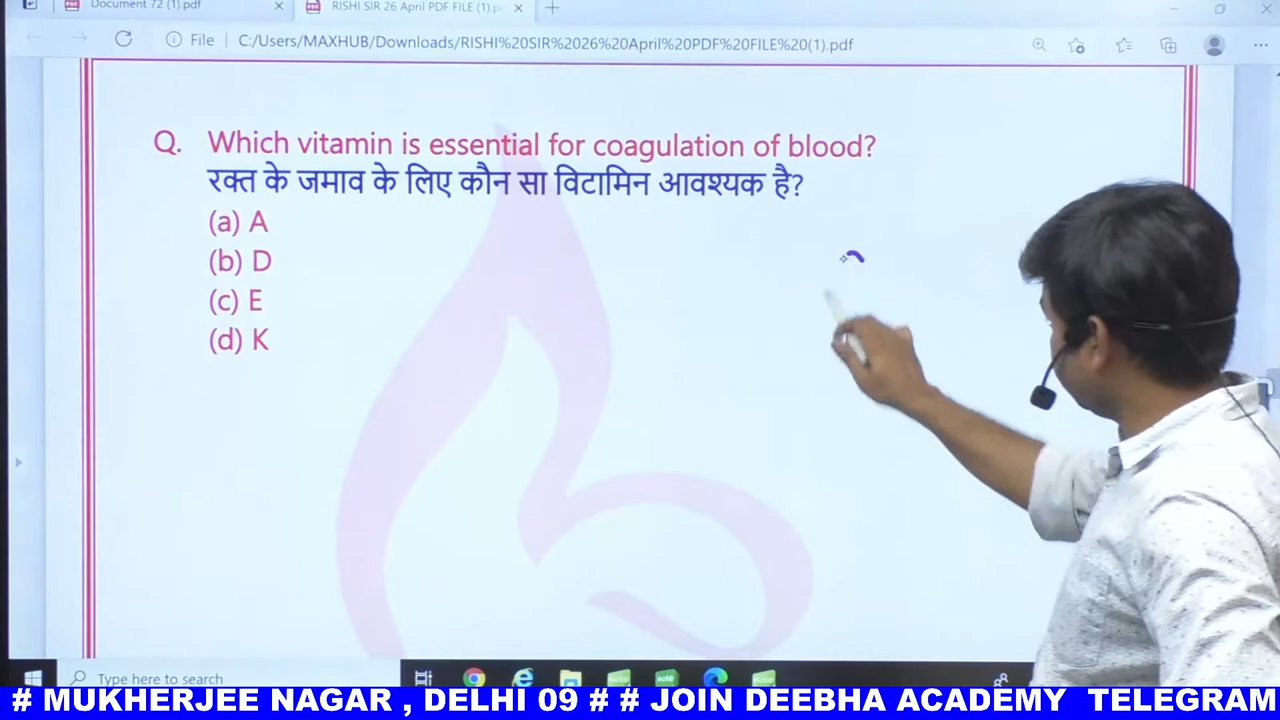 Document 72 (1).pdf
RISHI SIR 26 April PDF FILE (1).p
File C:/Users/MAXHUB/Downloads/RISHI%20SIR%2026%20April%20PDF%20FILE%20(1).pdf
Q. Which vitamin is essential for coagulation of blood?
रक्त के जमाव के लिए कौन सा विटामिन आवश्यक है?
(a) A
(b) D
(c) E
(d) K
Type here to search
# MUKHERJEE NAGAR , DELHI 09 # # JOIN DEEBHA ACADEMY TELEGRAM